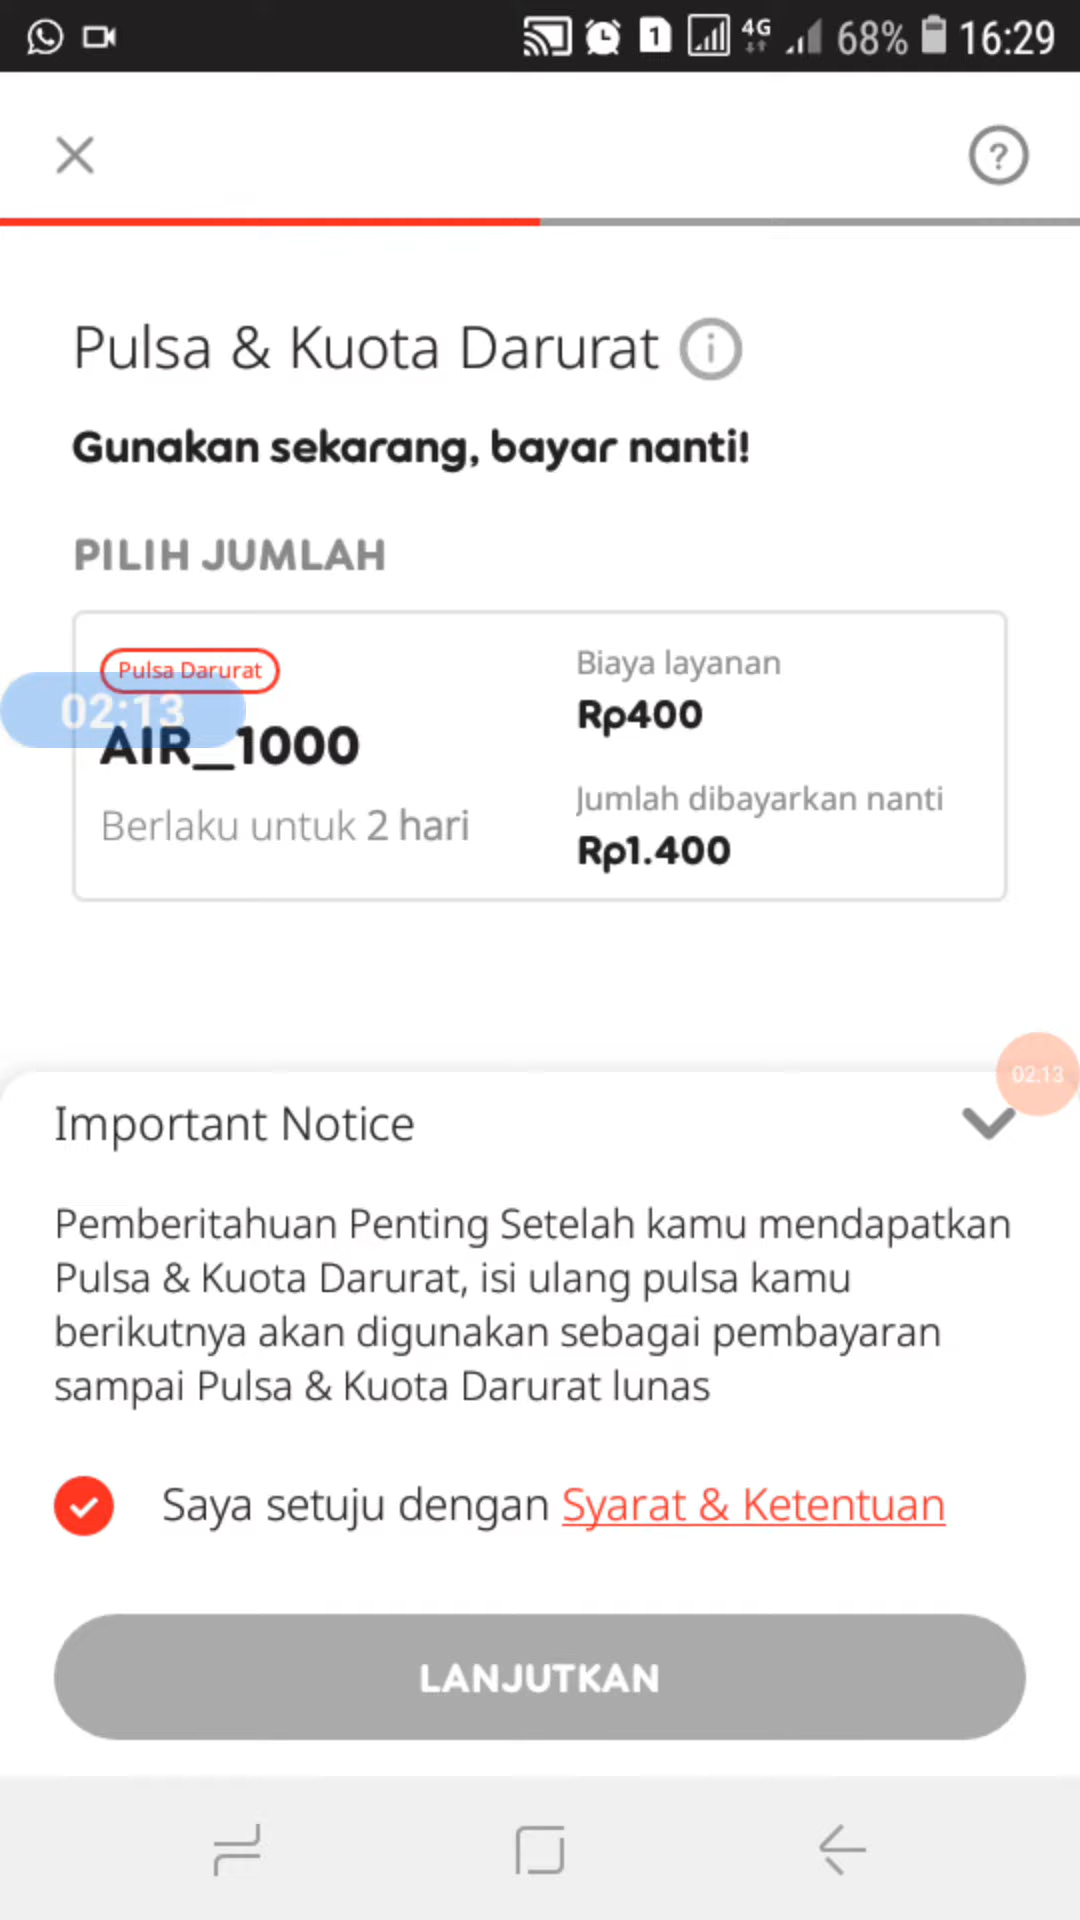 4G 68% 16:29
Pulsa & Kuota Darurat
Gunakan sekarang, bayar nanti!
PILIH JUMLAH
Pulsa Darurat
02:13
AIR_1000
Berlaku untuk 2 hari
Biaya layanan
Rp400
Jumlah dibayarkan nanti
Rp1.400
02:13
Important Notice
Pemberitahuan Penting Setelah kamu mendapatkan
Pulsa & Kuota Darurat, isi ulang pulsa kamu
berikutnya akan digunakan sebagai pembayaran
sampai Pulsa & Kuota Darurat lunas
Saya setuju dengan Syarat & Ketentuan
LANJUTKAN